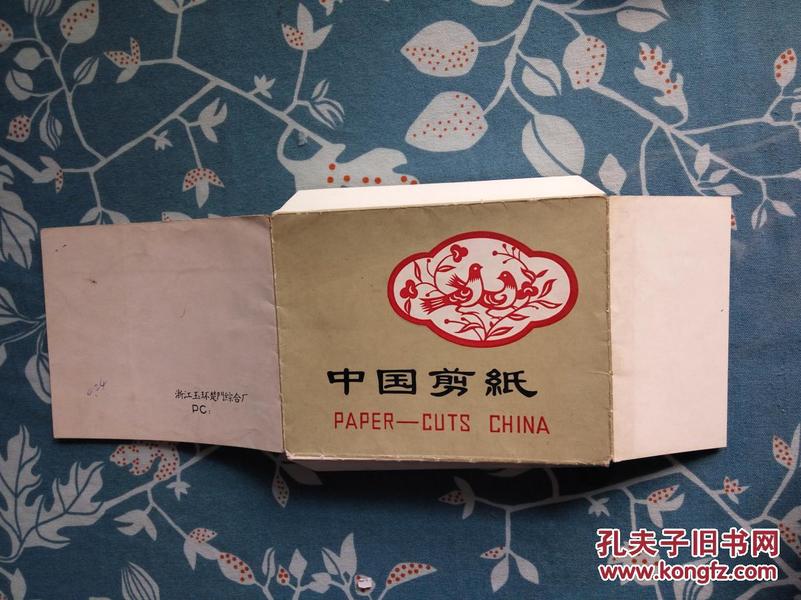 浙江玉环楚门综合厂
PC:
中国剪紙
PAPER—CUTS CHINA
孔夫子旧书网
www.kongfz.com